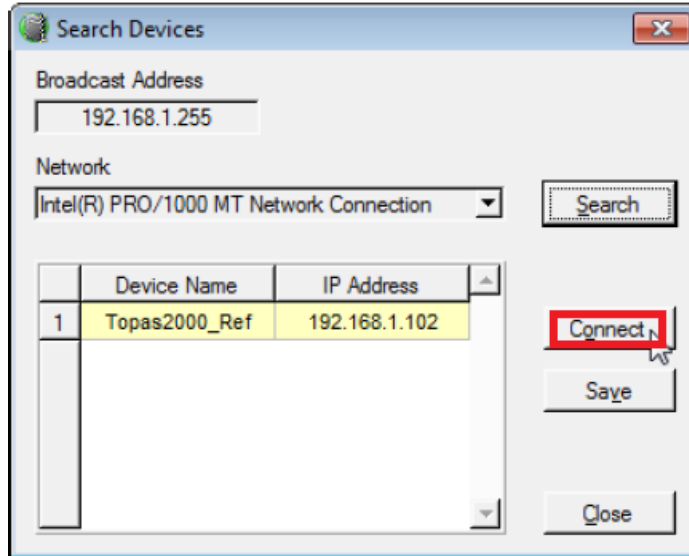 Search Devices
Broadcast Address
192.168.1.255
Network
Intel(R) PRO/1000 MT Network Connection
Search
Device Name IP Address
1 Topas2000_Ref 192.168.1.102
Connect
Save
Close